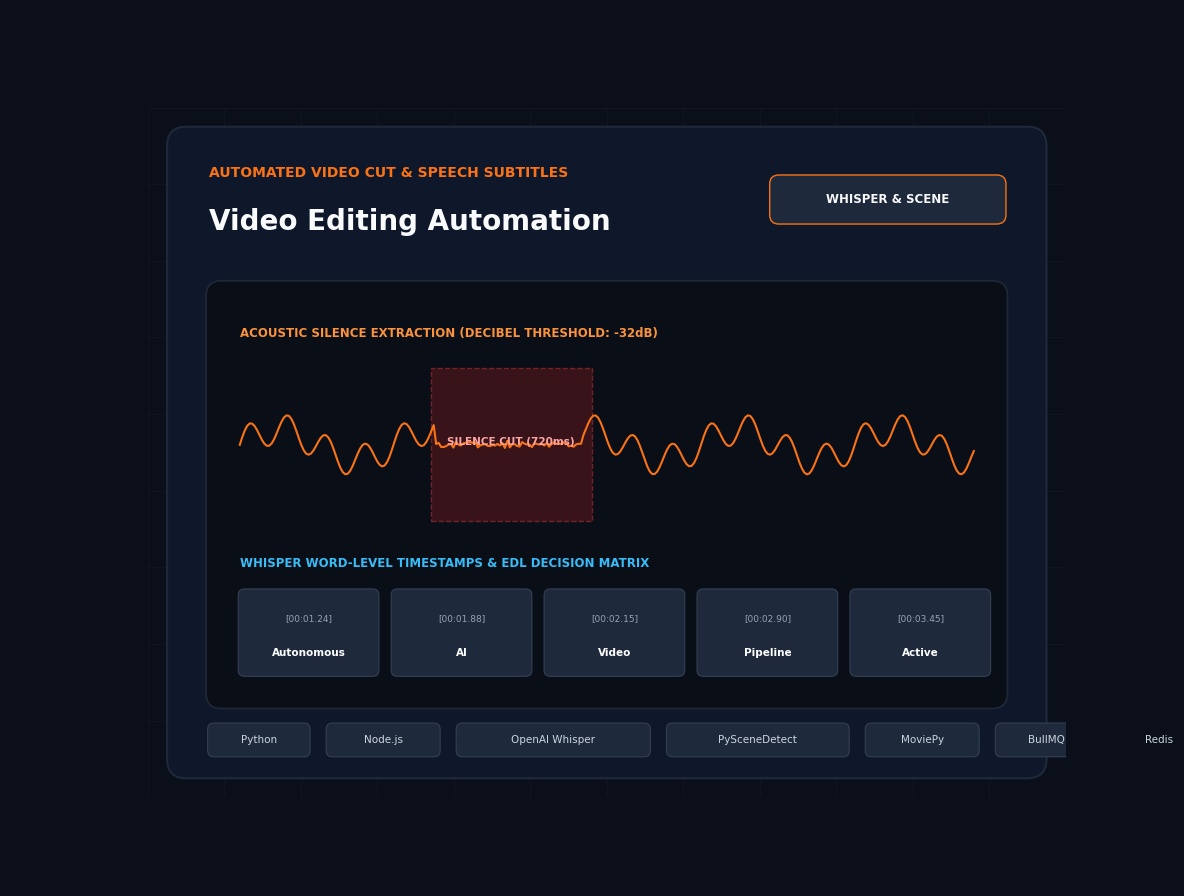 AUTOMATED VIDEO CUT & SPEECH SUBTITLES
Video Editing Automation
WHISPER & SCENE
ACOUSTIC SILENCE EXTRACTION (DECIBEL THRESHOLD: -32dB)
SILENCE CUT (720ms)
WHISPER WORD-LEVEL TIMESTAMPS & EDL DECISION MATRIX
[00:01.24] [00:01.88] [00:02.15] [00:02.90] [00:03.45]
Autonomous AI Video Pipeline Active
Python Node.js OpenAI Whisper PySceneDetect MoviePy BullMQ Redis